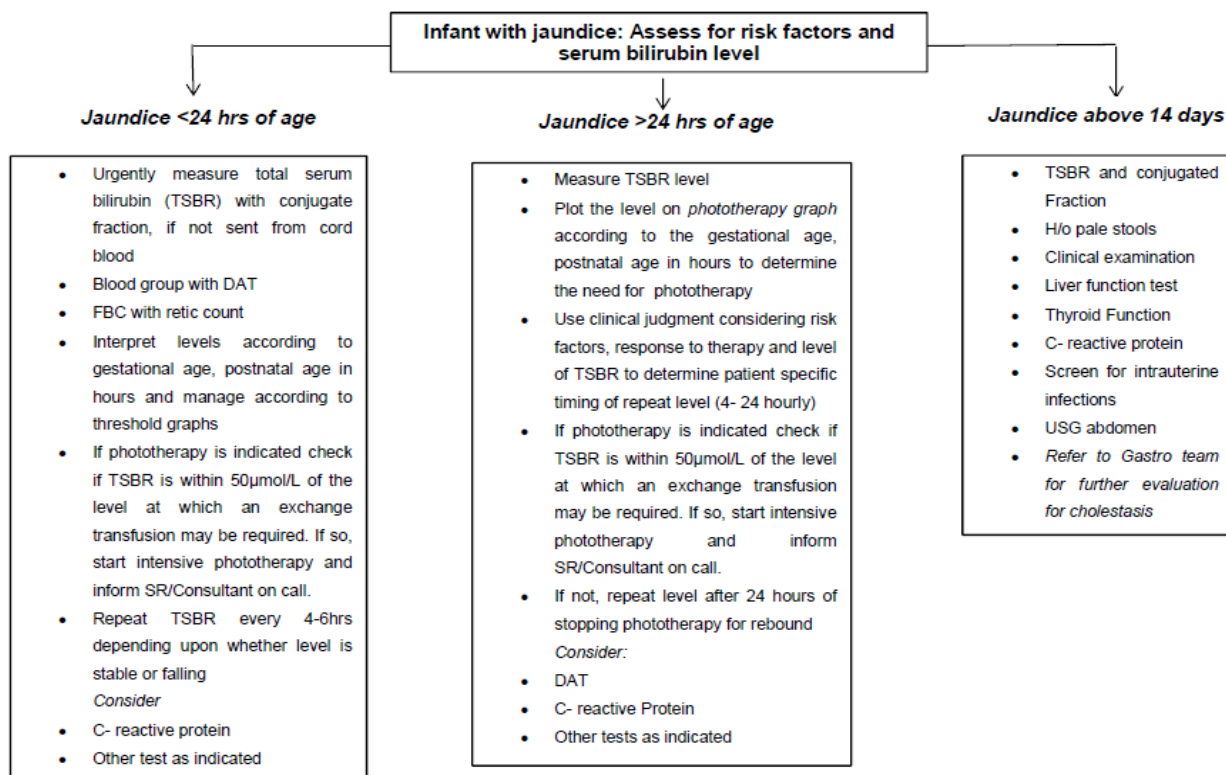 Infant with jaundice: Assess for risk factors and
serum bilirubin level
Jaundice <24 hrs of age
• Urgently measure total serum
bilirubin (TSBR) with conjugate
fraction, if not sent from cord
blood
• Blood group with DAT
• FBC with retic count
• Interpret levels according to
gestational age, postnatal age in
hours and manage according to
threshold graphs
• If phototherapy is indicated check
if TSBR is within 50µmol/L of the
level at which an exchange
transfusion may be required. If so,
start intensive phototherapy and
inform SR/Consultant on call.
• Repeat TSBR every 4-6hrs
depending upon whether level is
stable or falling
Consider
• C- reactive protein
• Other test as indicated
Jaundice >24 hrs of age
• Measure TSBR level
• Plot the level on phototherapy graph
according to the gestational age,
postnatal age in hours to determine
the need for phototherapy
• Use clinical judgment considering risk
factors, response to therapy and level
of TSBR to determine patient specific
timing of repeat level (4- 24 hourly)
• If phototherapy is indicated check if
TSBR is within 50µmol/L of the level
at which an exchange transfusion
may be required. If so, start intensive
phototherapy and inform
SR/Consultant on call.
• If not, repeat level after 24 hours of
stopping phototherapy for rebound
Consider:
• DAT
• C- reactive Protein
• Other tests as indicated
Jaundice above 14 days
• TSBR and conjugated
Fraction
• H/o pale stools
• Clinical examination
• Liver function test
• Thyroid Function
• C- reactive protein
• Screen for intrauterine
infections
• USG abdomen
• Refer to Gastro team
for further evaluation
for cholestasis